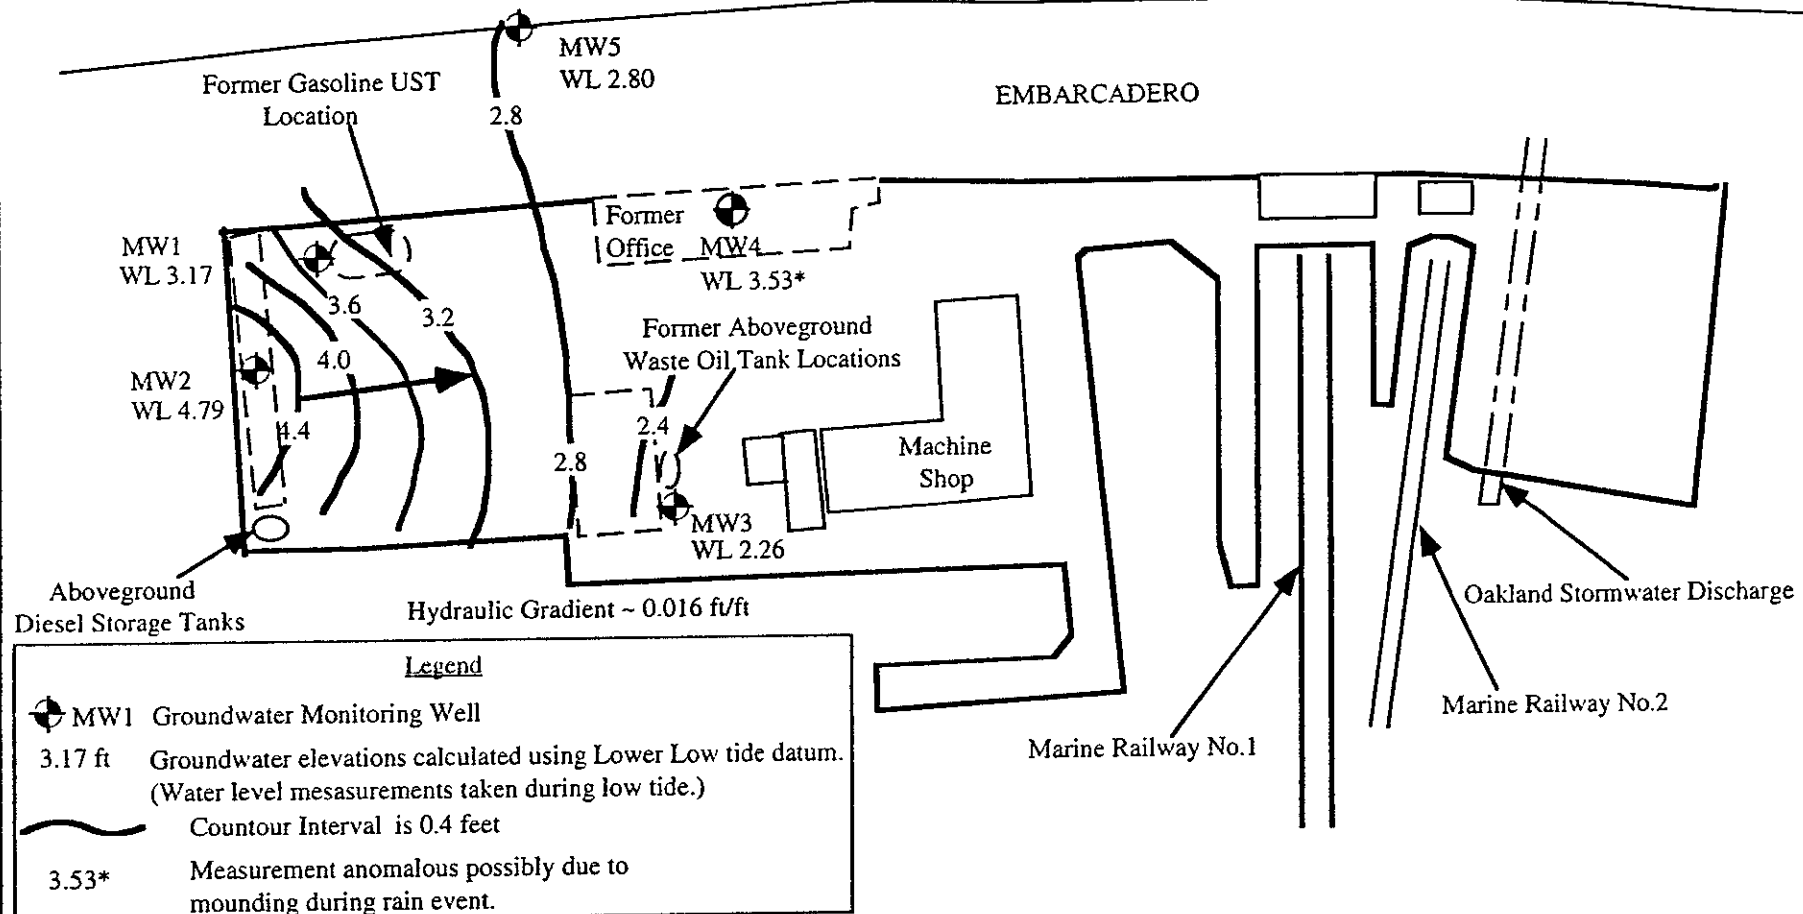 MW5
WL 2.80
Former Gasoline UST
Location
2.8
EMBARCADERO
MW1
WL 3.17
Former
Office
MW4
WL 3.53*
3.6
3.2
4.0
MW2
WL 4.79
4.4
Former Aboveground
Waste Oil Tank Locations
2.4
2.8
Machine
Shop
MW3
WL 2.26
Aboveground
Diesel Storage Tanks
Hydraulic Gradient ~ 0.016 ft/ft
Oakland Stormwater Discharge
Marine Railway No.2
Marine Railway No.1
Legend
MW1 Groundwater Monitoring Well
3.17 ft Groundwater elevations calculated using Lower Low tide datum.
(Water level mesasurements taken during low tide.)
Countour Interval is 0.4 feet
3.53* Measurement anomalous possibly due to
mounding during rain event.